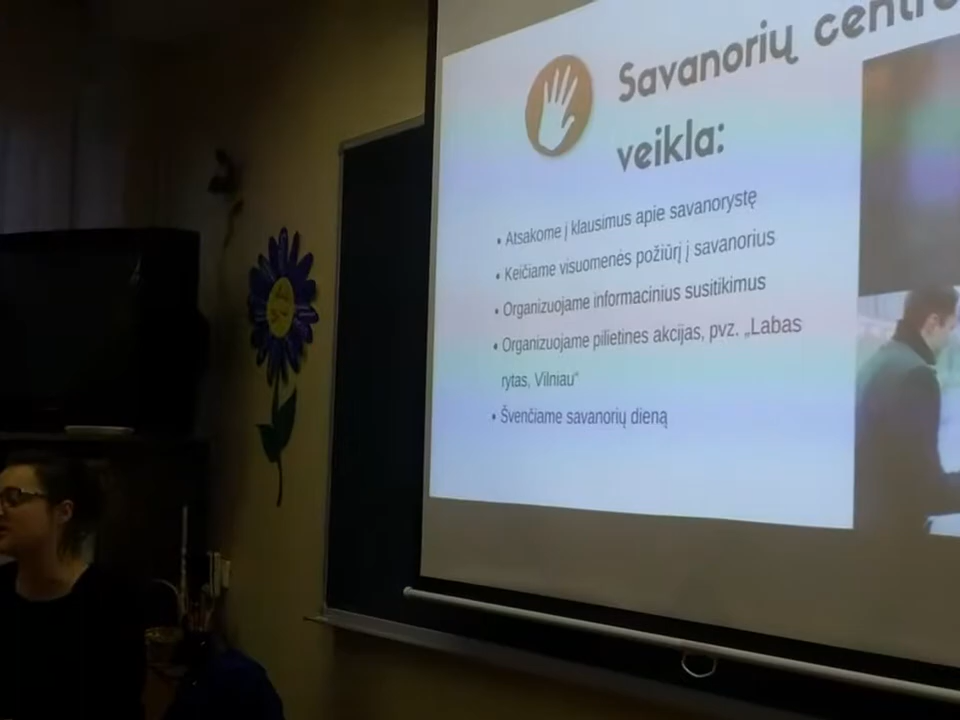 Savanorių centro
veikla:
• Atsakome į klausimus apie savanorystę
• Keičiame visuomenės požiūrį į savanorius
• Organizuojame informacinius susitikimus
• Organizuojame pilietines akcijas, pvz. „Labas
rytas, Vilniau“
• Švenčiame savanorių dieną